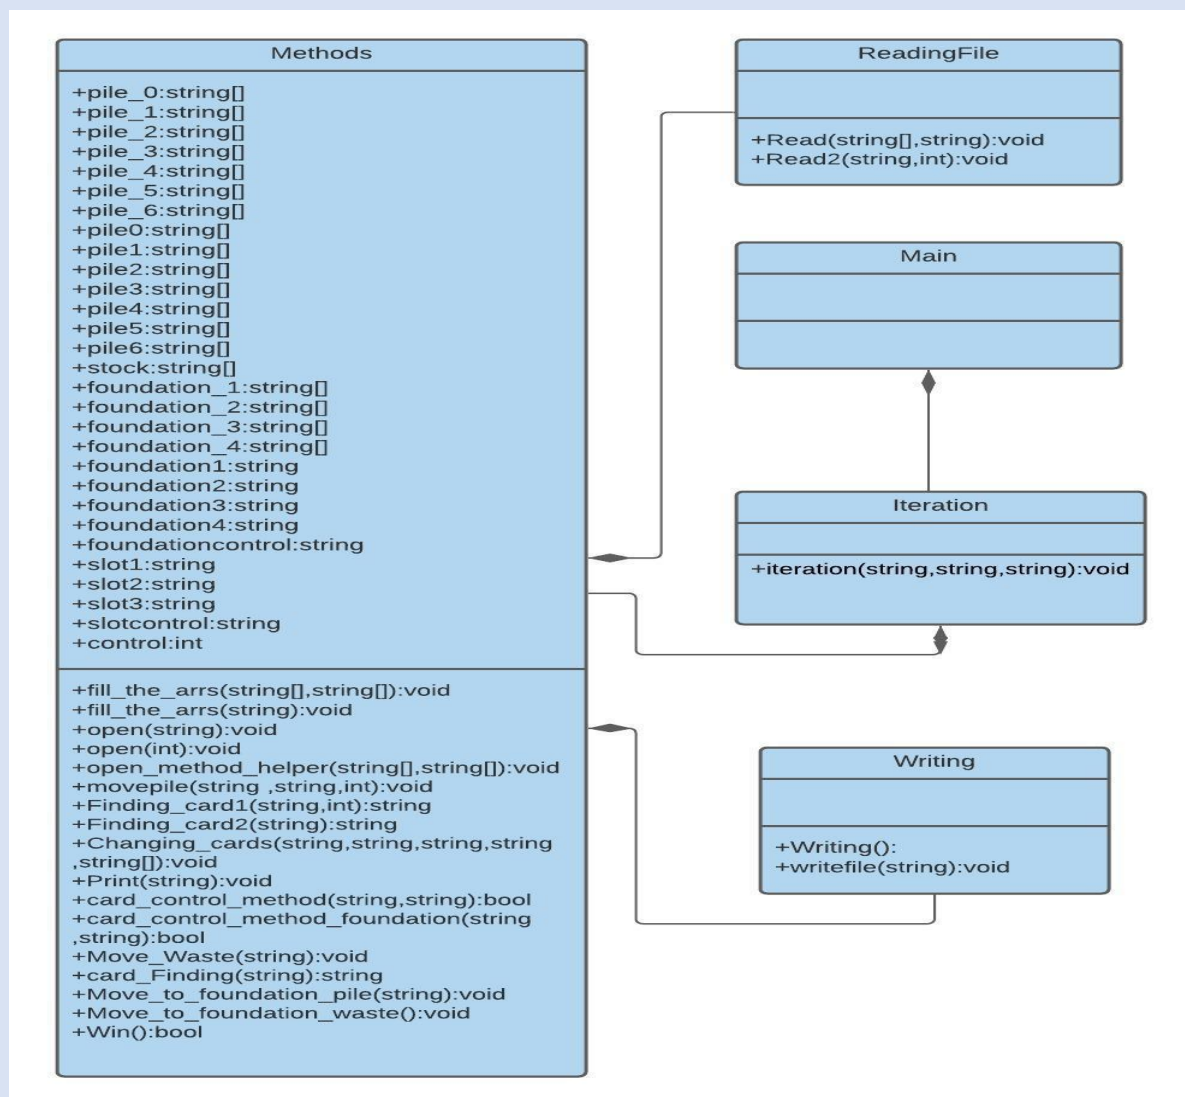 Methods
+pile_0:string[]
+pile_1:string[]
+pile_2:string[]
+pile_3:string[]
+pile_4:string[]
+pile_5:string[]
+pile_6:string[]
+pile0:string[]
+pile1:string[]
+pile2:string[]
+pile3:string[]
+pile4:string[]
+pile5:string[]
+pile6:string[]
+stock:string[]
+foundation_1:string[]
+foundation_2:string[]
+foundation_3:string[]
+foundation_4:string[]
+foundation1:string
+foundation2:string
+foundation3:string
+foundation4:string
+foundationcontrol:string
+slot1:string
+slot2:string
+slot3:string
+slotcontrol:string
+control:int
+fill_the_arrs(string[],string[]):void
+fill_the_arrs(string):void
+open(string):void
+open(int):void
+open_method_helper(string[],string[]):void
+movepile(string ,string,int):void
+Finding_card1(string,int):string
+Finding_card2(string):string
+Changing_cards(string,string,string,string
,string[]):void
+Print(string):void
+card_control_method(string,string):bool
+card_control_method_foundation(string
,string):bool
+Move_Waste(string):void
+card_Finding(string):string
+Move_to_foundation_pile(string):void
+Move_to_foundation_waste():void
+Win():bool
ReadingFile
+Read(string[],string):void
+Read2(string,int):void
Main
Iteration
+iteration(string,string,string):void
Writing
+Writing():
+writefile(string):void